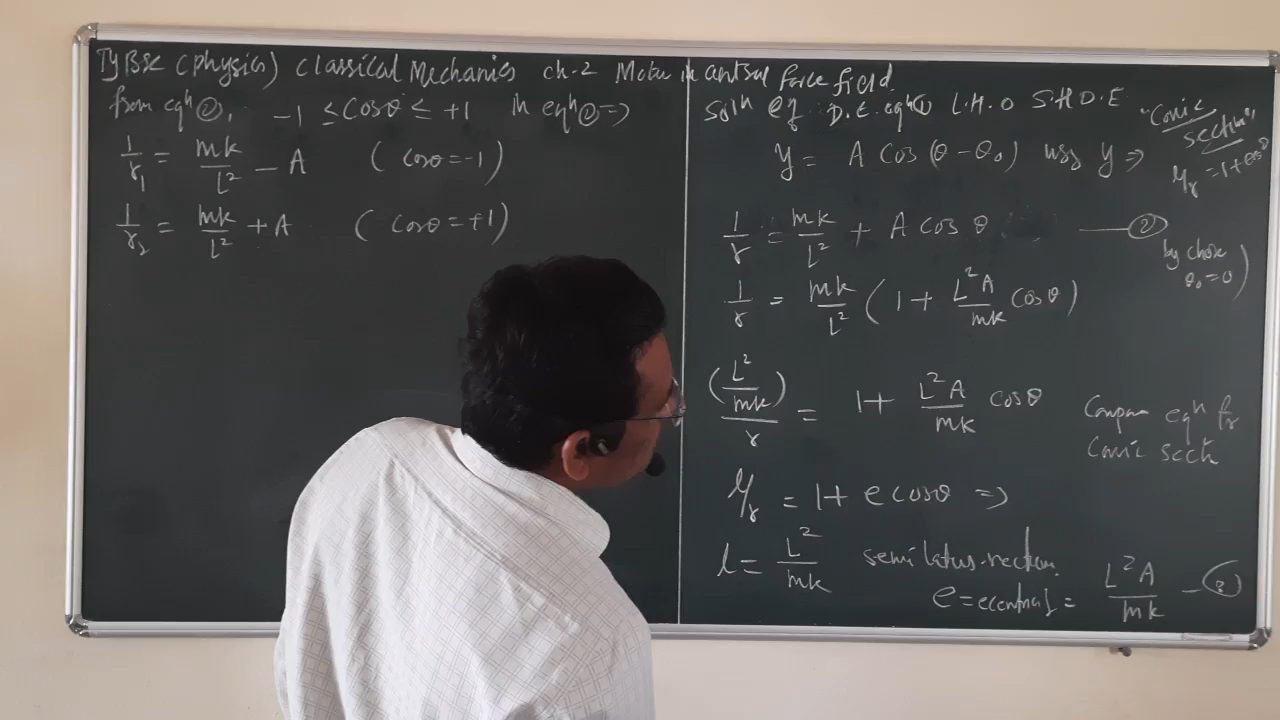 TyBsc (physics) classical Mechanics ch-2 Motion in central force field.
from eqⁿ ②, -1 ≤ cosθ ≤ +1 in eqⁿ ② ⇒
1/r₁ = mk/L² - A (cosθ = -1)
1/r₂ = mk/L² + A (cosθ = +1)
solⁿ of D.E. eqⁿ ① L.H.O S.H.D.E
"Conic section"
l/r = 1 + e cosθ
y = A cos (θ - θ₀) using y ⇒
1/r = mk/L² + A cos θ — ②
by chose θ₀ = 0)
1/r = mk/L² (1 + L²A/mk cosθ)
(L²/mk)/r = 1 + L²A/mk cosθ
Compare eqⁿ for
Conic sectn
l/r = 1 + e cosθ ⇒
l = L²/mk semi latus-rectum.
e = = L²A/mk — ③